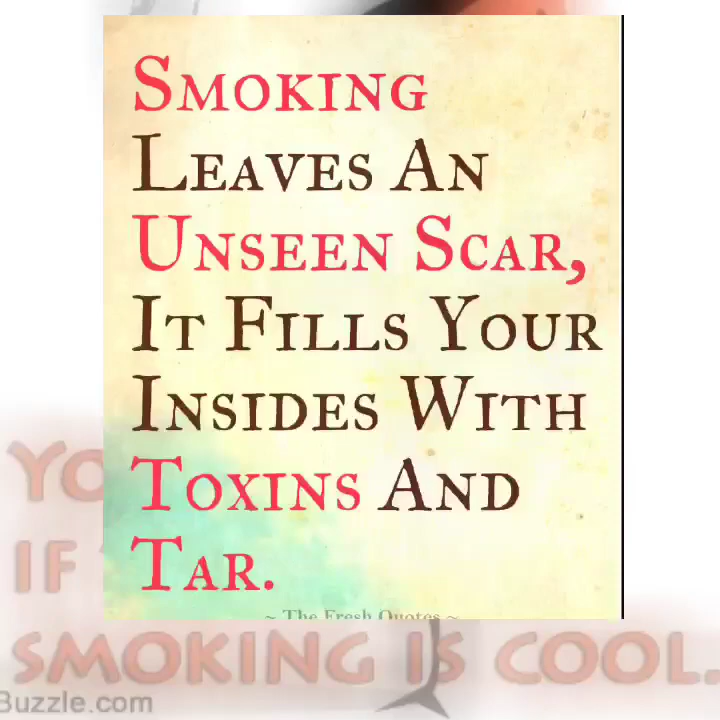 Smoking
Leaves An
Unseen Scar,
It Fills Your
Insides With
Toxins And
Tar.
~ The Fresh Quotes ~
IF
SMOKING IS COOL.
Buzzle.com